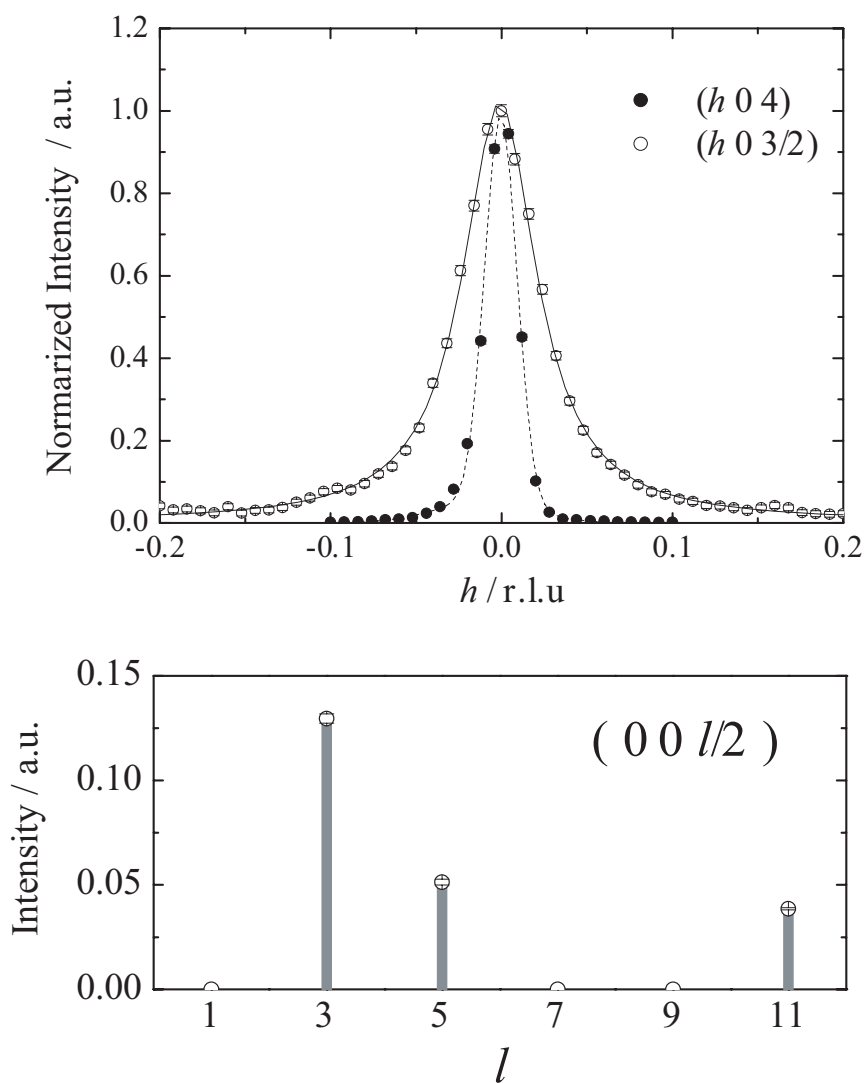 1.2
1.0
0.8
0.6
0.4
0.2
0.0
Normarized Intensity / a.u.
(h 0 4)
(h 0 3/2)
-0.2 -0.1 0.0 0.1 0.2
h / r.l.u
0.15
0.10
0.05
0.00
Intensity / a.u.
( 0 0 l/2 )
1 3 5 7 9 11
l